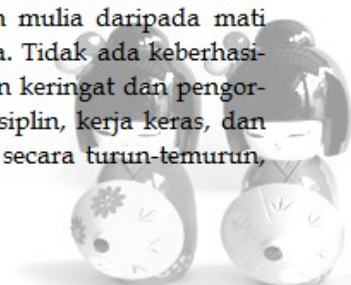 mulia daripada mati
a. Tidak ada keberhasi-
n keringat dan pengor-
siplin, kerja keras, dan
secara turun-temurun,